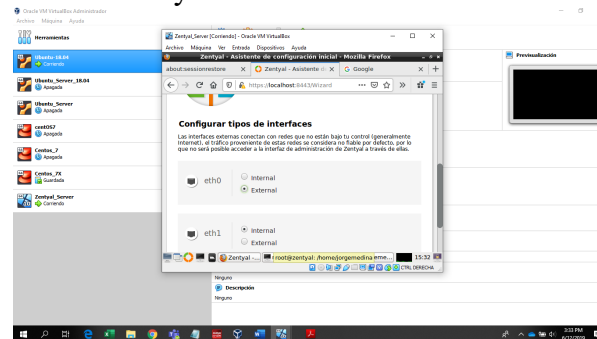 Oracle VM VirtualBox Administrador
Archivo Máquina Ayuda
Herramientas
Ubuntu 18.04
Corriendo
Ubuntu_Server_18.04
Apagada
Ubuntu_Server
Apagada
centOS7
Apagada
Centos_7
Apagada
Centos_7X
Guardada
Zentyal_Server
Corriendo
Previsualización
Zentyal_Server [Corriendo] - Oracle VM VirtualBox
Archivo Máquina Ver Entrada Dispositivos Ayuda
Zentyal - Asistente de configuración inicial - Mozilla Firefox
about:sessionrestore
Zentyal - Asistente de
Google
https://localhost:8443/Wizard
Configurar tipos de interfaces
Las interfaces externas conectan con redes que no están bajo tu control (generalmente
Internet), el tráfico proveniente de estas redes se considera no fiable por defecto, por lo
que no será posible acceder a la interfaz de administración de Zentyal a través de ellas.
eth0
Internal
External
eth1
Internal
External
Zentyal -...
root@zentyal: /home/jorgemedina
15:32
CTRL DERECHA
Ninguno
Descripción
Ninguno
3:33 PM
6/12/2019